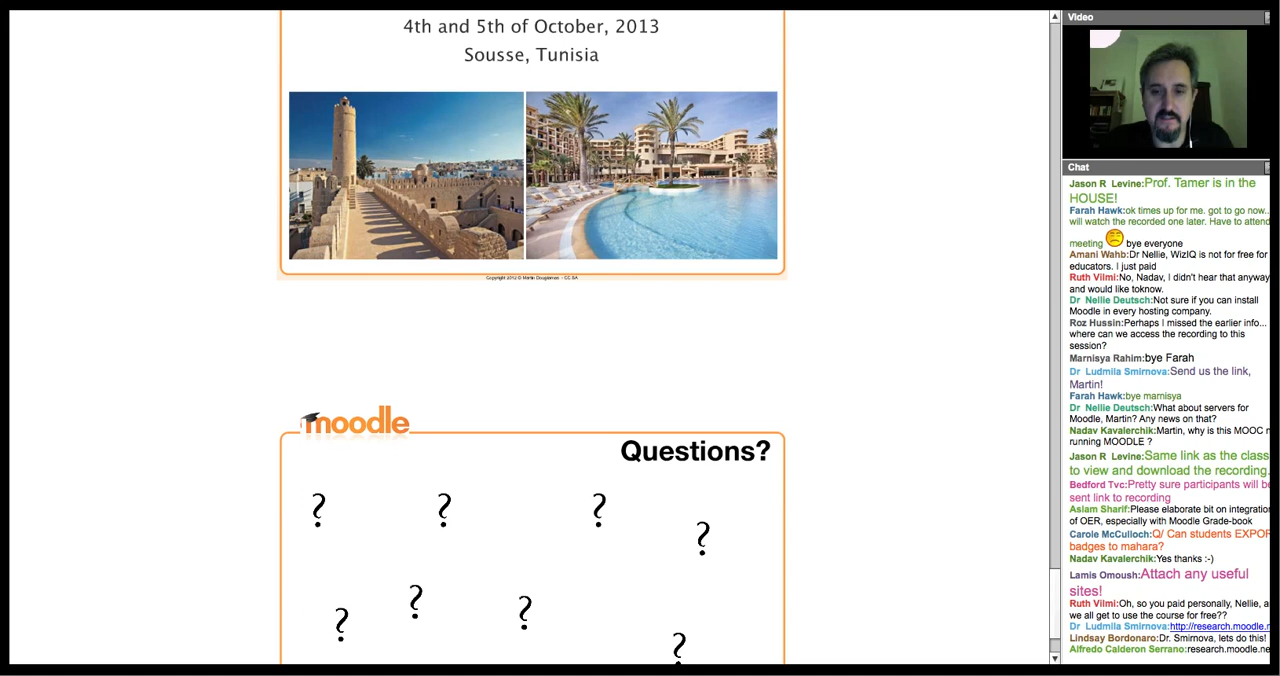 4th and 5th of October, 2013
Sousse, Tunisia
Copyright 2012 © Martin Dougiamas - CC BA
moodle
Questions?
?
?
?
?
?
?
?
?
Video
Chat
Jason R Levine:Prof. Tamer is in the
HOUSE!
Farah Hawk:ok times up for me. got to go now..
will watch the recorded one later. Have to attend
meeting bye everyone
Amani Wahb:Dr Nellie, WizIQ is not for free for
educators. I just paid
Ruth Vilmi:No, Nadav, I didn't hear that anyway
and would like toknow.
Dr Nellie Deutsch:Not sure if you can install
Moodle in every hosting company.
Roz Hussin:Perhaps I missed the earlier info...
where can we access the recording to this
session?
Marnisya Rahim:bye Farah
Dr Ludmila Smirnova:Send us the link,
Martin!
Farah Hawk:bye marnisya
Dr Nellie Deutsch:What about servers for
Moodle, Martin? Any news on that?
Nadav Kavalerchik:Martin, why is this MOOC n
running MOODLE ?
Jason R Levine:Same link as the class
to view and download the recording.
Bedford Tvc:Pretty sure participants will be
sent link to recording
Aslam Sharif:Please elaborate bit on integration
of OER, especially with Moodle Grade-book
Carole McCulloch:Q/ Can students EXPOR
badges to mahara?
Nadav Kavalerchik:Yes thanks :-)
Lamis Omoush:Attach any useful
sites!
Ruth Vilmi:Oh, so you paid personally, Nellie, a
we all get to use the course for free??
Dr Ludmila Smirnova:http://research.moodle.n
Lindsay Bordonaro:Dr. Smirnova, lets do this!
Alfredo Calderon Serrano:research.moodle.ne